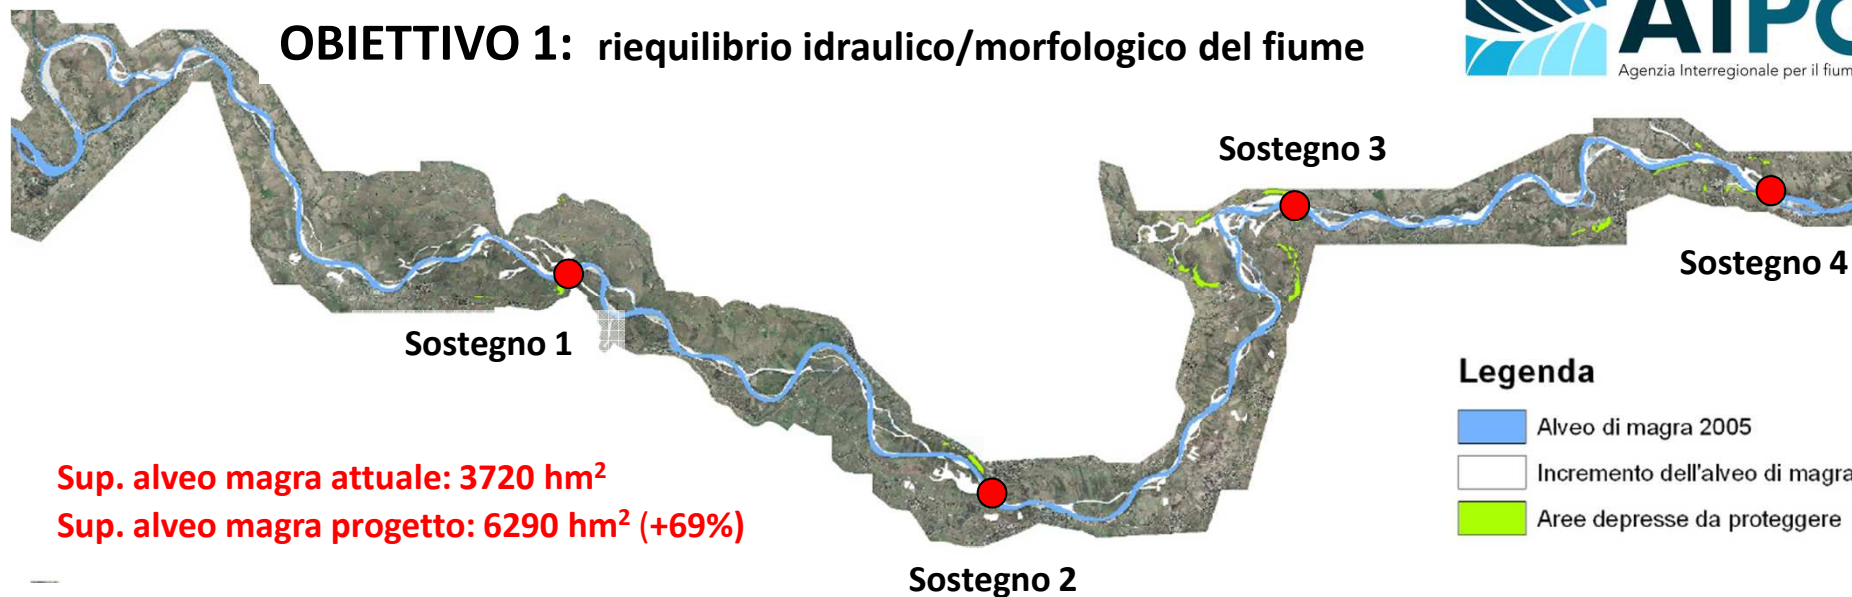 OBIETTIVO 1: riequilibrio idraulico/morfologico del fiume
AIPO
Agenzia Interregionale per il fium
Sostegno 3
Sostegno 4
Sostegno 1
Legenda
Alveo di magra 2005
Incremento dell'alveo di magra
Aree depresse da proteggere
Sup. alveo magra attuale: 3720 hm²
Sup. alveo magra progetto: 6290 hm² (+69%)
Sostegno 2